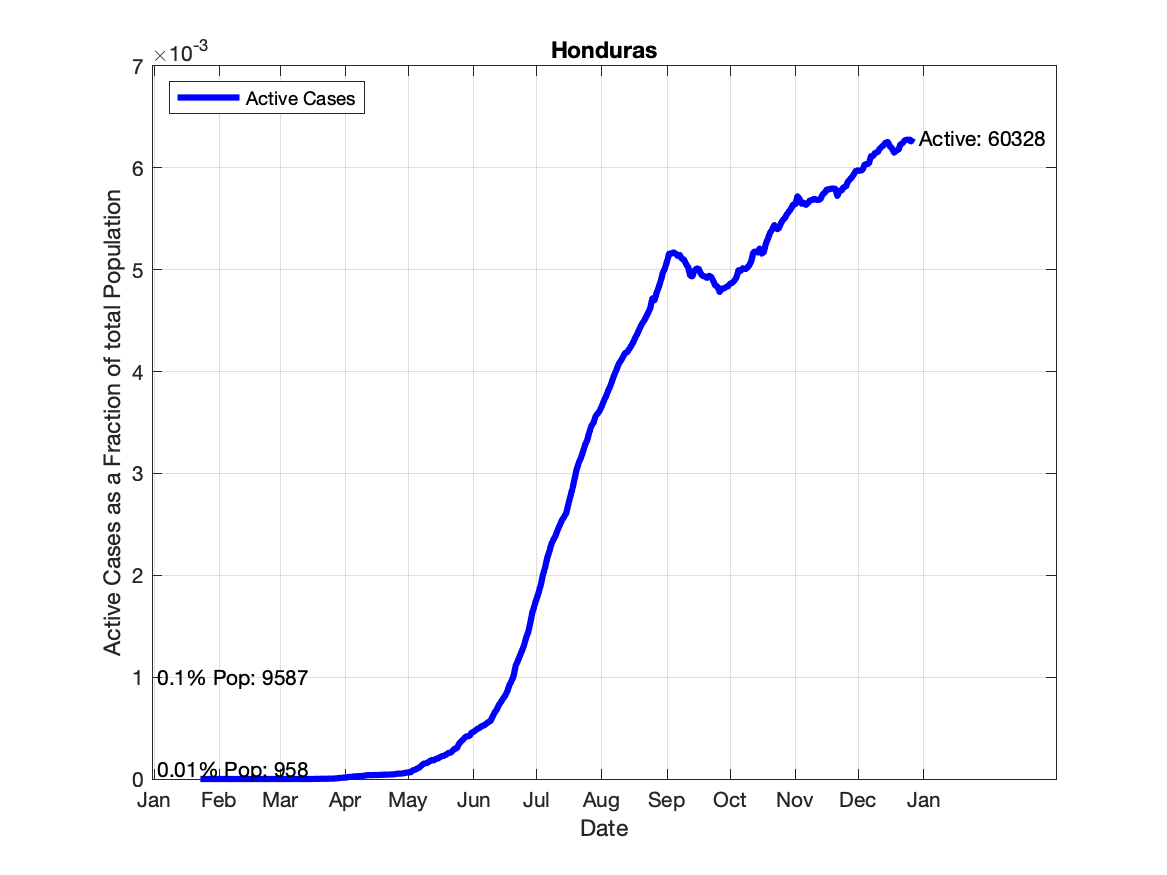 Honduras
×10-3
7
6
5
4
3
2
1
0
Active Cases as a Fraction of total Population
Active Cases
Active: 60328
0.1% Pop: 9587
0.01% Pop: 958
Jan Feb Mar Apr May Jun Jul Aug Sep Oct Nov Dec Jan
Date